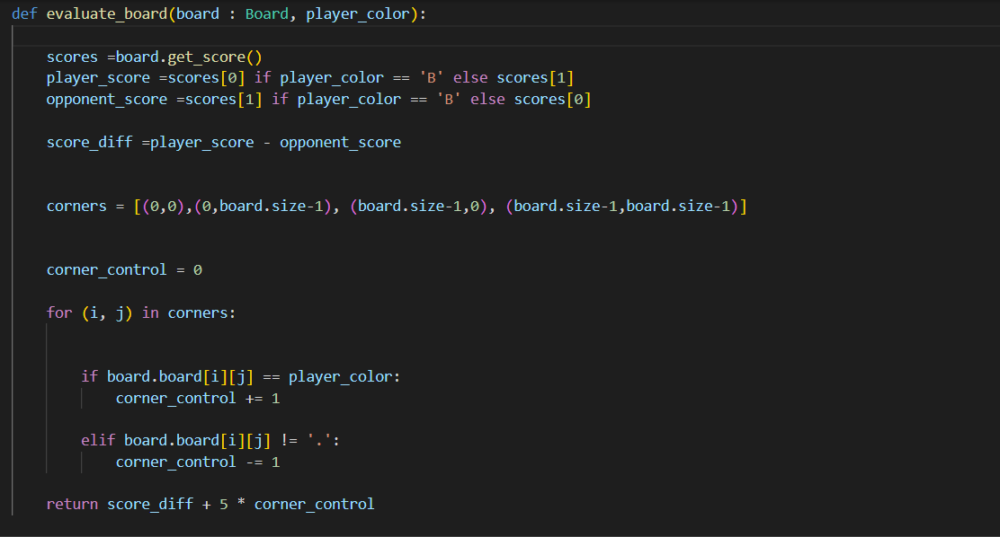 def evaluate_board(board : Board, player_color):
    scores =board.get_score()
    player_score =scores[0] if player_color == 'B' else scores[1]
    opponent_score =scores[1] if player_color == 'B' else scores[0]
    score_diff =player_score - opponent_score
    corners = [(0,0),(0,board.size-1), (board.size-1,0), (board.size-1,board.size-1)]
    corner_control = 0
    for (i, j) in corners:
        if board.board[i][j] == player_color:
            corner_control += 1
        elif board.board[i][j] != '.':
            corner_control -= 1
    return score_diff + 5 * corner_control